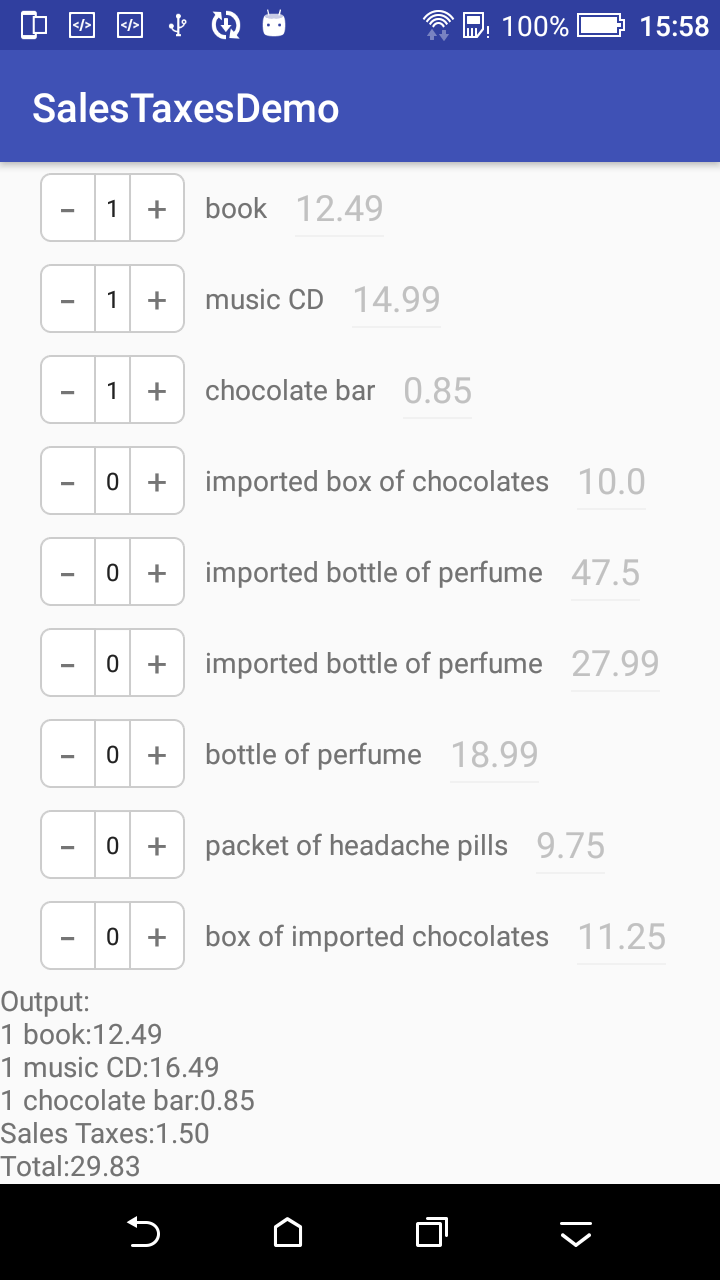 100% 15:58
SalesTaxesDemo
- 1 + book 12.49
- 1 + music CD 14.99
- 1 + chocolate bar 0.85
- 0 + imported box of chocolates 10.0
- 0 + imported bottle of perfume 47.5
- 0 + imported bottle of perfume 27.99
- 0 + bottle of perfume 18.99
- 0 + packet of headache pills 9.75
- 0 + box of imported chocolates 11.25
Output:
1 book:12.49
1 music CD:16.49
1 chocolate bar:0.85
Sales Taxes:1.50
Total:29.83